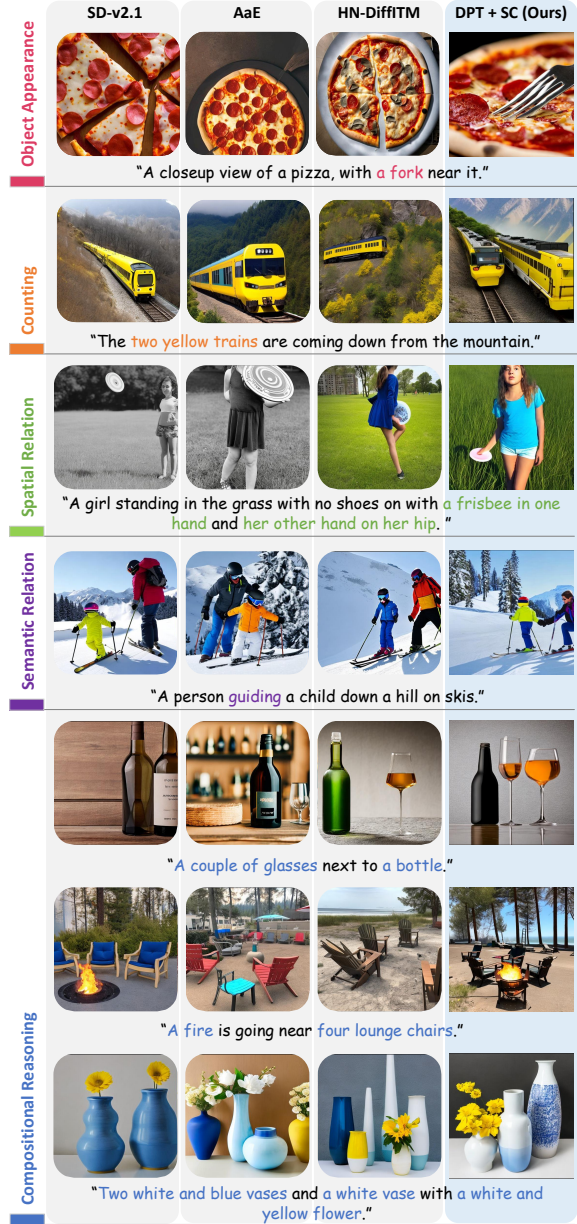 SD-v2.1 AaE HN-DiffITM DPT + SC (Ours)
Object Appearance
“A closeup view of a pizza, with a fork near it.”
Counting
“The two yellow trains are coming down from the mountain.”
Spatial Relation
“A girl standing in the grass with no shoes on with a frisbee in one
hand and her other hand on her hip. ”
Semantic Relation
“A person guiding a child down a hill on skis.”
Compositional Reasoning
“A couple of glasses next to a bottle.”
“A fire is going near four lounge chairs.”
“Two white and blue vases and a white vase with a white and
yellow flower.”